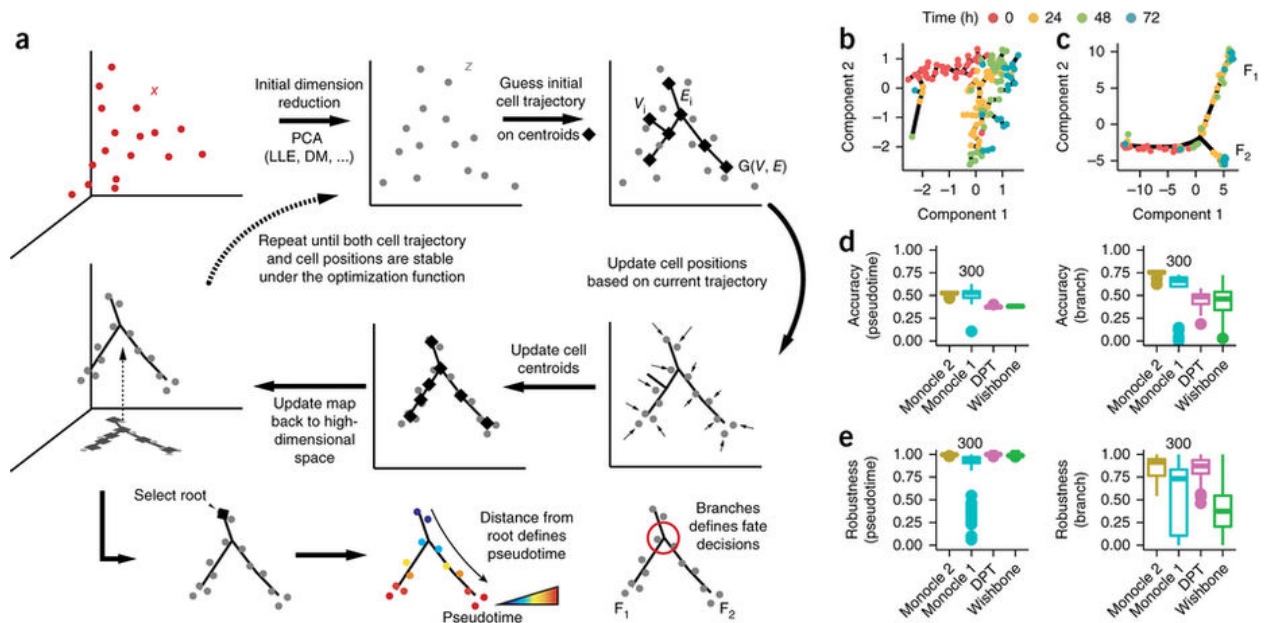 a
x
Initial dimension
reduction
PCA
(LLE, DM, ...)
z
Guess initial
cell trajectory
on centroids
V_i
E_i
G(V, E)
Repeat until both cell trajectory
and cell positions are stable
under the optimization function
Update cell positions
based on current trajectory
Update cell
centroids
Update map
back to high-
dimensional
space
Select root
Distance from
root defines
pseudotime
Pseudotime
Branches
defines fate
decisions
F1
F2
Time (h) 0 24 48 72
b
Component 2
1
0
−1
−2
−2 0 1
Component 1
c
Component 2
10
5
0
−5
−10 −5 0 5
Component 1
F1
F2
d
Accuracy
(pseudotime)
1.00
0.75
0.50
0.25
0.00
300
Monocle 2
Monocle 1
DPT
Wishbone
Accuracy
(branch)
1.00
0.75
0.50
0.25
0.00
300
Monocle 2
Monocle 1
DPT
Wishbone
e
Robustness
(pseudotime)
1.00
0.75
0.50
0.25
0.00
300
Monocle 2
Monocle 1
DPT
Wishbone
Robustness
(branch)
1.00
0.75
0.50
0.25
0.00
300
Monocle 2
Monocle 1
DPT
Wishbone